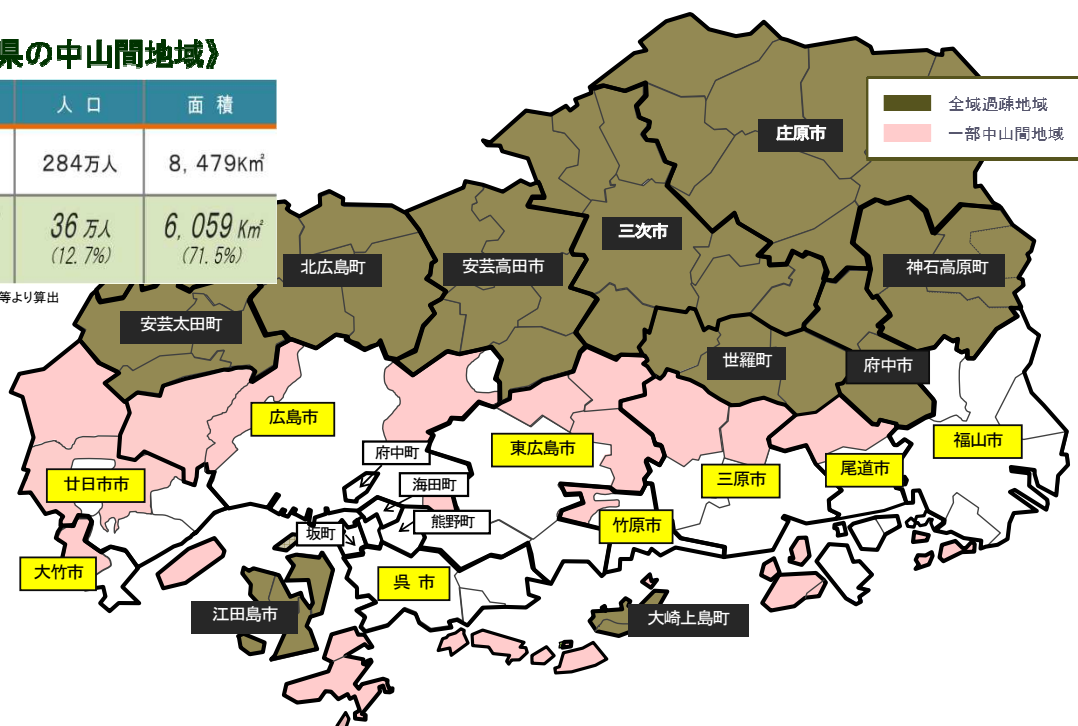 県の中山間地域》
人 口 面 積
284万人 8, 479K㎡
36 万人 6, 059 K㎡
(12. 7%) (71. 5%)
等より算出
全域過疎地域
一部中山間地域
庄原市
三次市
北広島町
安芸高田市
神石高原町
安芸太田町
世羅町
府中市
広島市
東広島市
福山市
府中町
尾道市
廿日市市
海田町
三原市
熊野町
坂町
竹原市
大竹市
呉 市
江田島市
大崎上島町